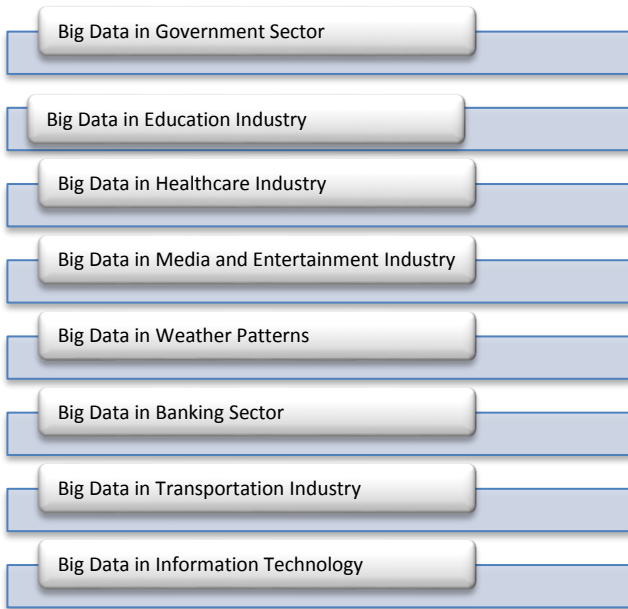 Big Data in Government Sector
Big Data in Education Industry
Big Data in Healthcare Industry
Big Data in Media and Entertainment Industry
Big Data in Weather Patterns
Big Data in Banking Sector
Big Data in Transportation Industry
Big Data in Information Technology